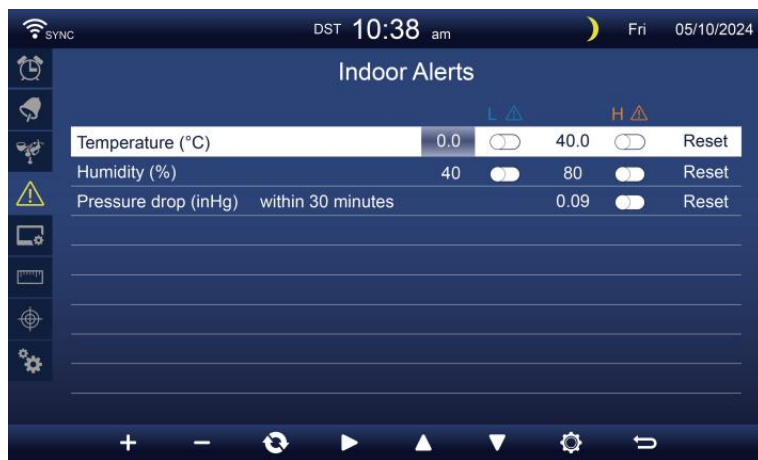 SYNC DST 10:38 am Fri 05/10/2024
Indoor Alerts
L H
Temperature (°C) 0.0 40.0 Reset
Humidity (%) 40 80 Reset
Pressure drop (inHg) within 30 minutes 0.09 Reset